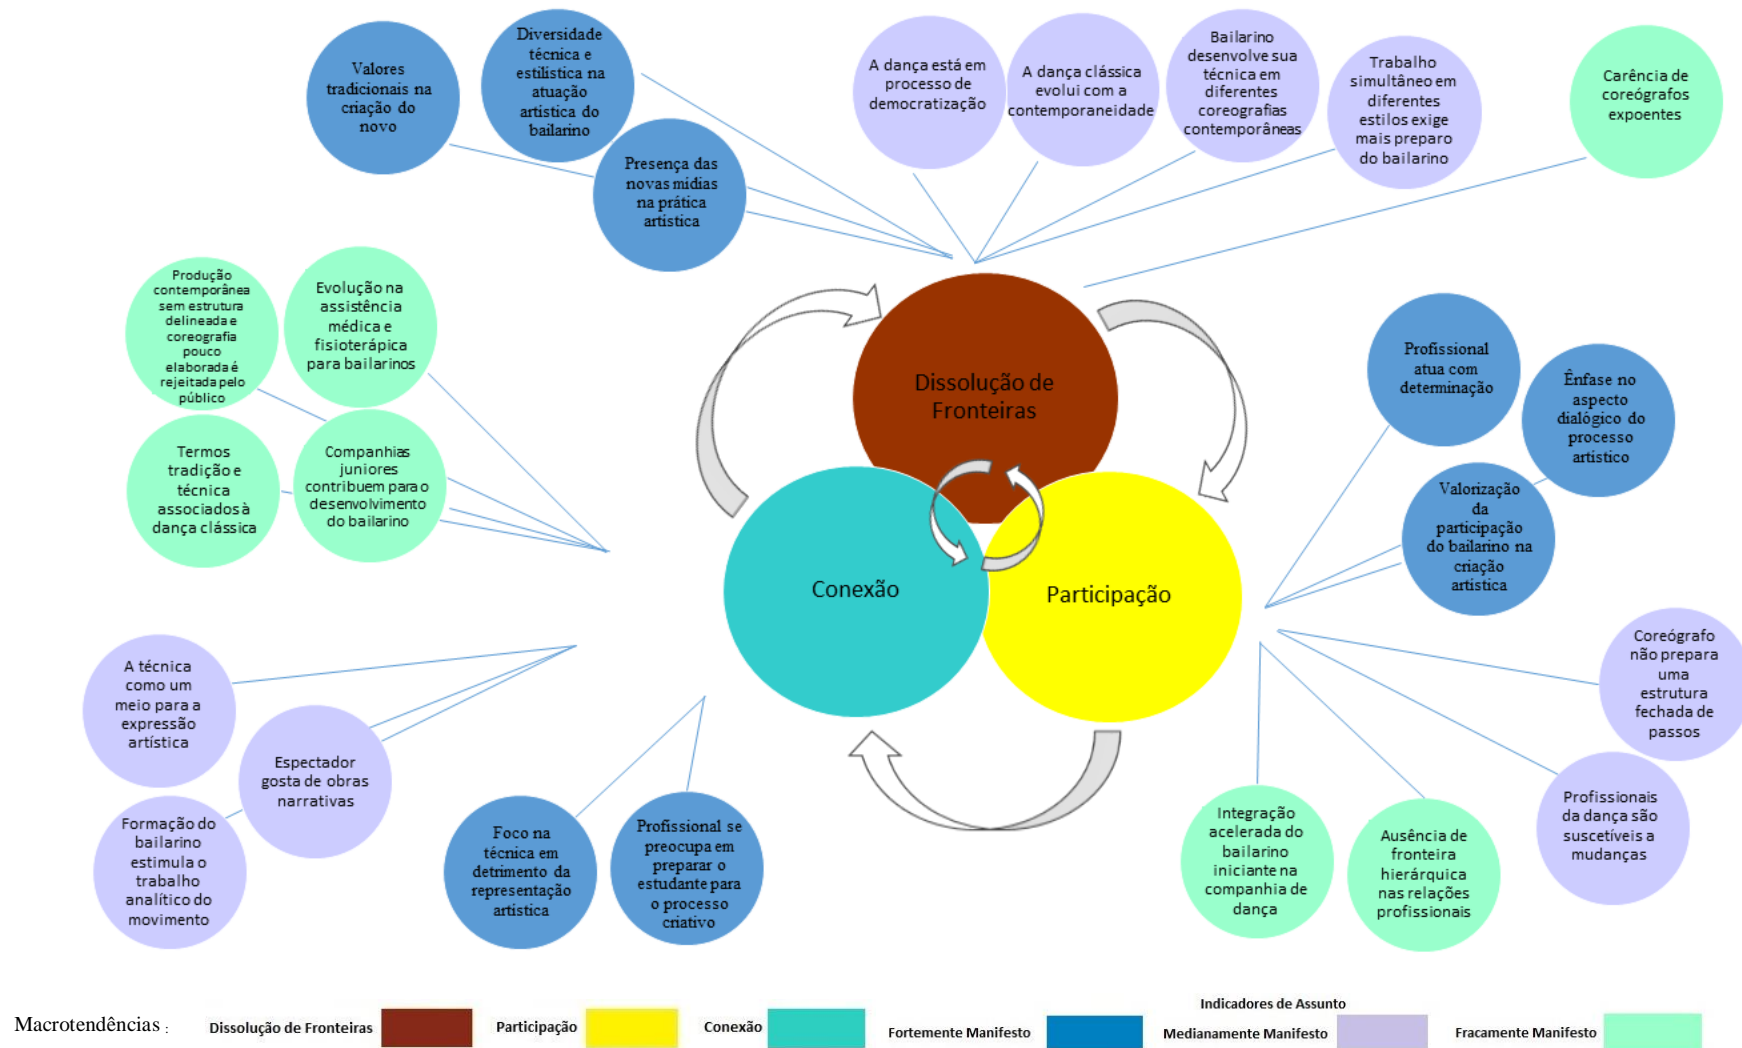 Valores
tradicionais na
criação do
novo
Diversidade
técnica e
estilística na
atuação
artística do
bailarino
Presença das
novas mídias
na prática
artística
A dança está em
processo de
democratização
A dança clássica
evolui com a
contemporaneidade
Bailarino
desenvolve sua
técnica em
diferentes
coreografias
contemporâneas
Trabalho
simultâneo em
diferentes
estilos exige
mais preparo
do bailarino
Carência de
coreógrafos
expoentes
Produção
contemporânea
sem estrutura
delineada e
coreografia
pouco
elaborada é
rejeitada pelo
público
Evolução na
assistência
médica e
fisioterápica
para bailarinos
Termos
tradição e
técnica
associados à
dança clássica
Companhias
juniores
contribuem para o
desenvolvimento
do bailarino
Dissolução de
Fronteiras
Conexão
Participação
Profissional
atua com
determinação
Ênfase no
aspecto
dialógico do
processo
artístico
Valorização
da
participação
do bailarino na
criação
artística
Coreógrafo
não prepara
uma
estrutura
fechada de
passos
Profissionais
da dança são
suscetíveis a
mudanças
A técnica
como um
meio para a
expressão
artística
Espectador
gosta de obras
narrativas
Formação do
bailarino
estimula o
trabalho
analítico do
movimento
Foco na
técnica em
detrimento da
representação
artística
Profissional se
preocupa em
preparar o
estudante para
o processo
criativo
Integração
acelerada do
bailarino
iniciante na
companhia de
dança
Ausência de
fronteira
hierárquica
nas relações
profissionais
Indicadores de Assunto
Macrotendências : Dissolução de Fronteiras Participação Conexão Fortemente Manifesto Medianamente Manifesto Fracamente Manifesto